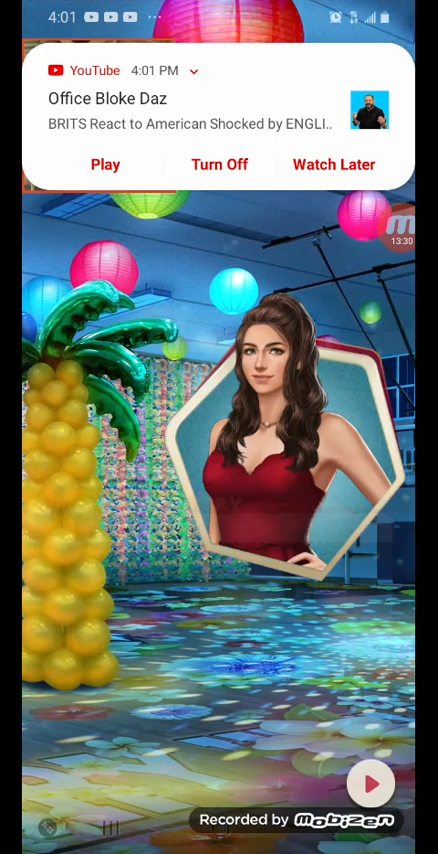 4:01
YouTube 4:01 PM
Office Bloke Daz
BRITS React to American Shocked by ENGLI..
Play Turn Off Watch Later
13:30
Recorded by Mobizen